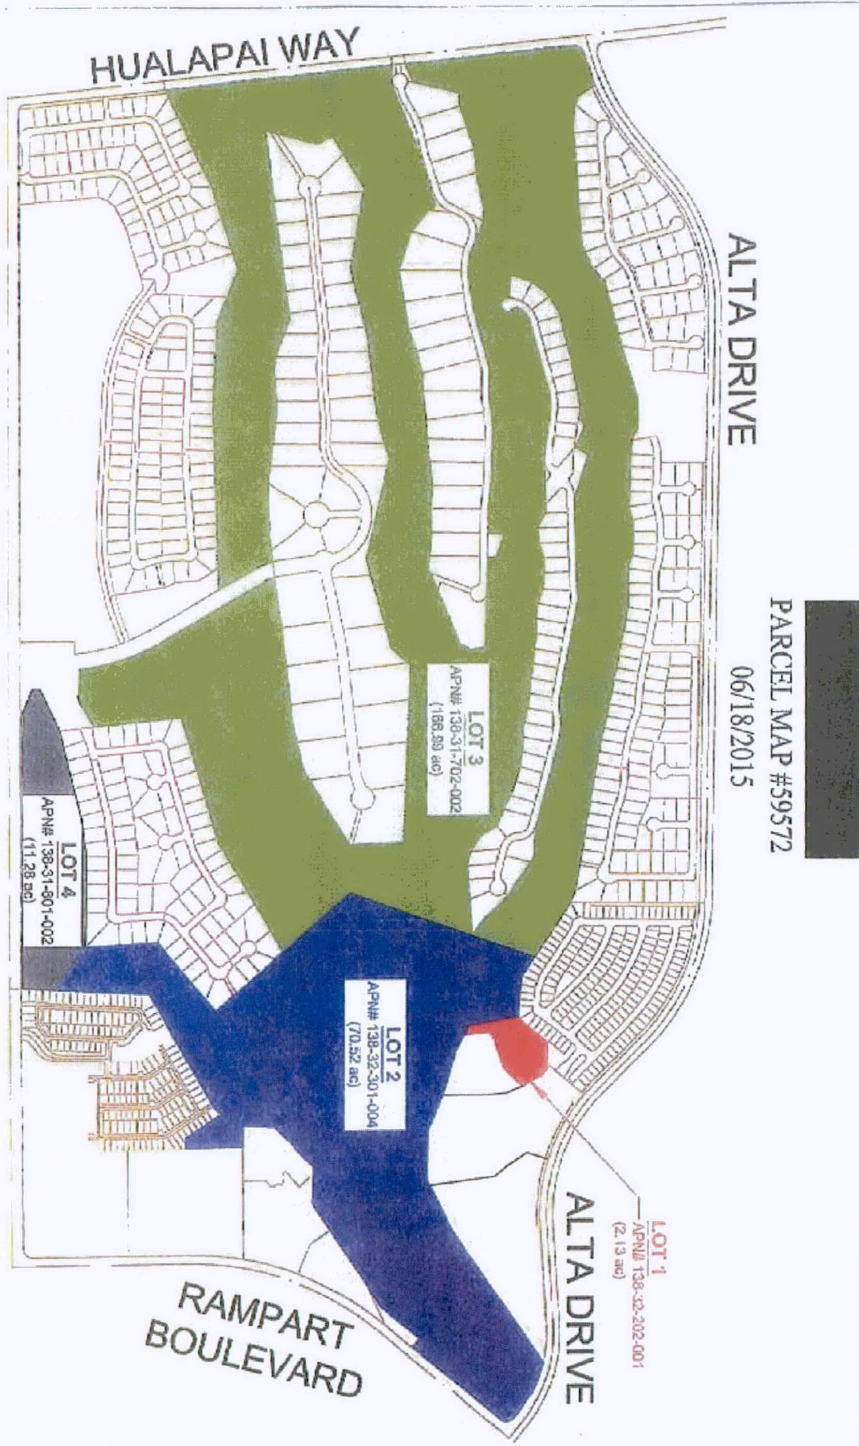 PARCEL MAP #59572
06/18/2015
HUALAPAI WAY
ALTA DRIVE
LOT 3
APN# 138-31-702-002
(166.99 ac)
LOT 4
APN# 138-31-801-002
(11.28 ac)
LOT 2
APN# 138-32-301-004
(70.52 ac)
LOT 1
APN# 138-32-202-001
(2.13 ac)
ALTA DRIVE
RAMPART
BOULEVARD